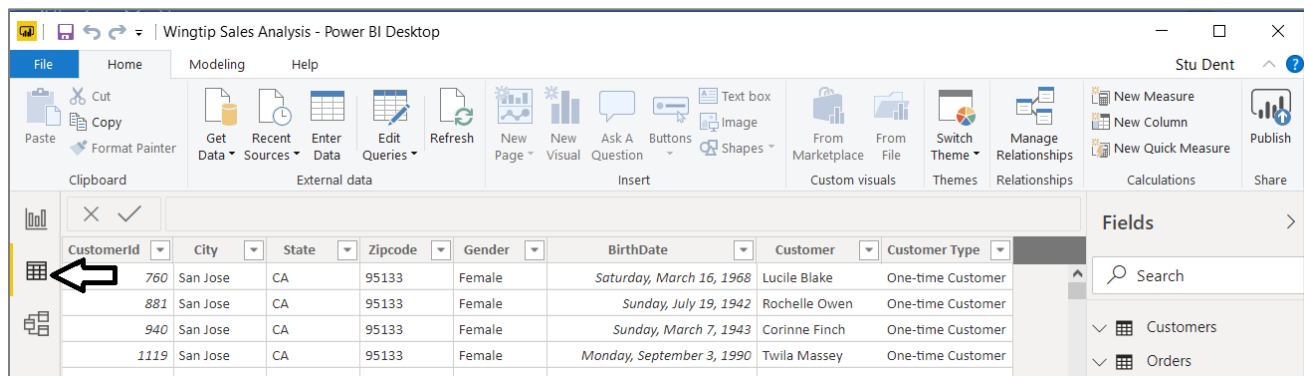 Wingtip Sales Analysis - Power BI Desktop
File Home Modeling Help Stu Dent ?
Paste
Cut
Copy
Format Painter
Clipboard
Get Data
Recent Sources
Enter Data
Edit Queries
Refresh
External data
New Page
New Visual
Ask A Question
Buttons
Text box
Image
Shapes
Insert
From Marketplace
From File
Custom visuals
Switch Theme
Themes
Manage Relationships
Relationships
New Measure
New Column
New Quick Measure
Calculations
Publish
Share
CustomerId City State Zipcode Gender BirthDate Customer Customer Type
760 San Jose CA 95133 Female Saturday, March 16, 1968 Lucile Blake One-time Customer
881 San Jose CA 95133 Female Sunday, July 19, 1942 Rochelle Owen One-time Customer
940 San Jose CA 95133 Female Sunday, March 7, 1943 Corinne Finch One-time Customer
1119 San Jose CA 95133 Female Monday, September 3, 1990 Twila Massey One-time Customer
Fields
Search
Customers
Orders